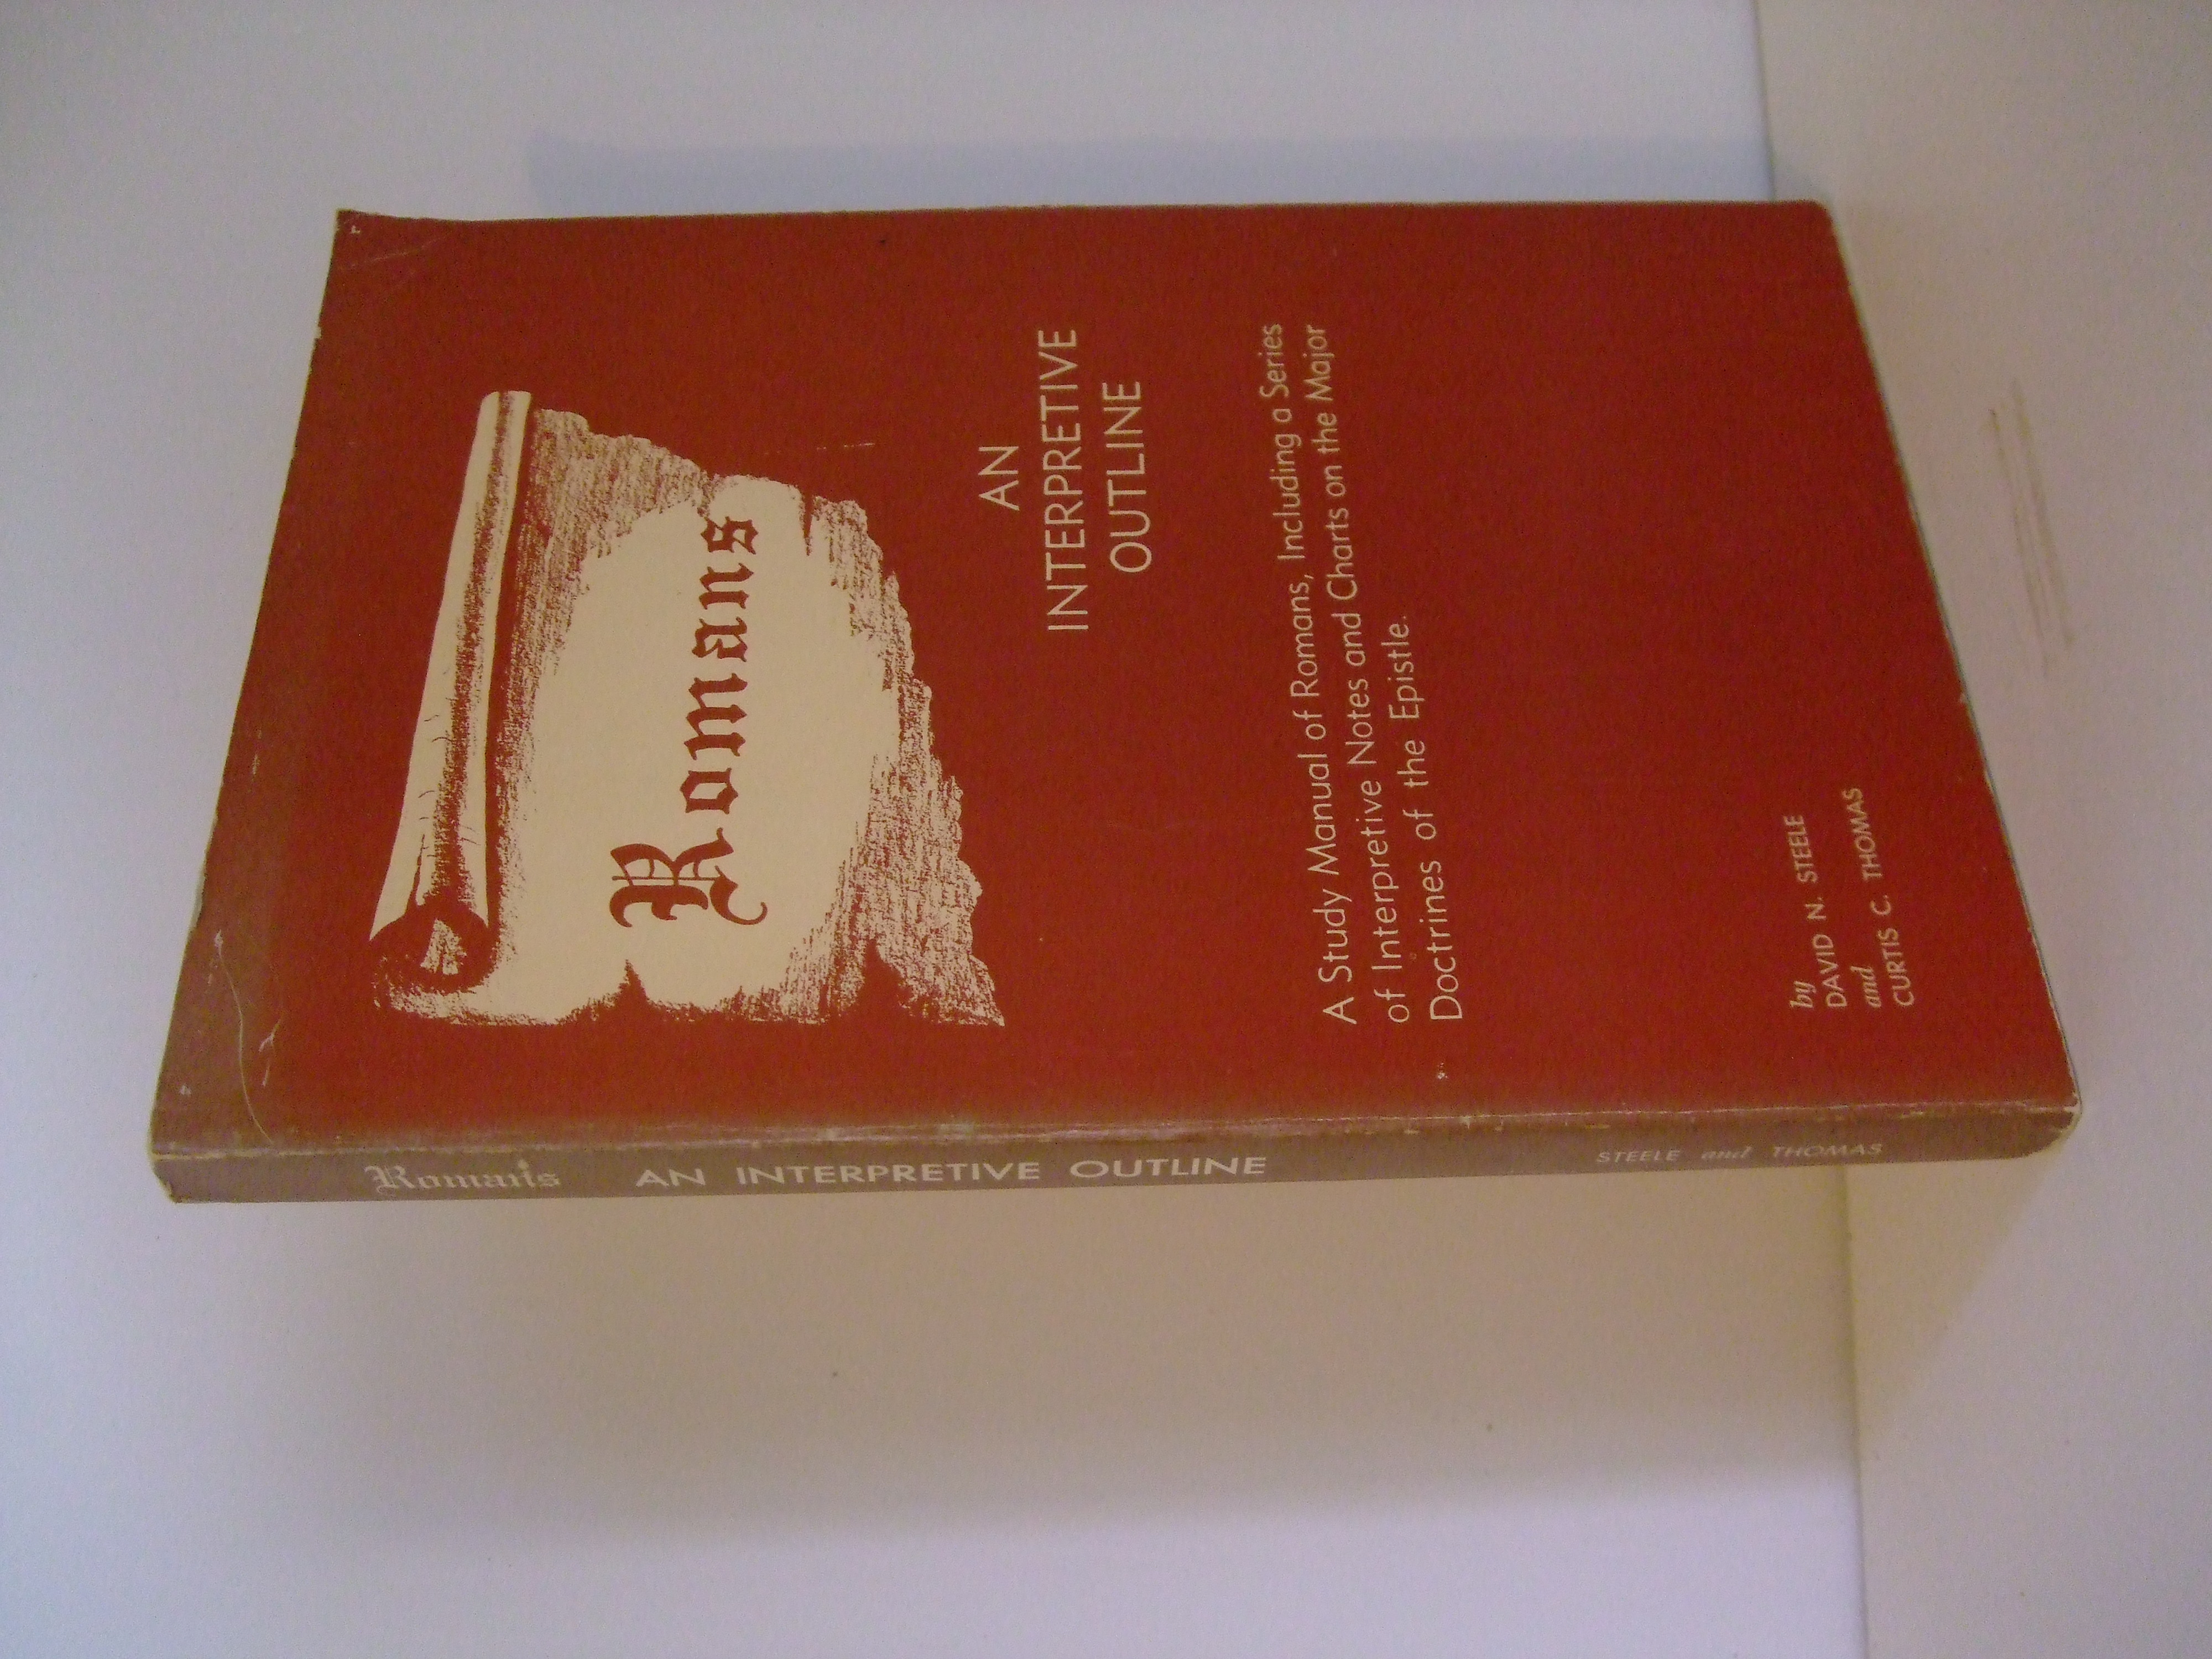 Romans
AN
INTERPRETIVE
OUTLINE
A Study Manual of Romans, Including a Series
of Interpretive Notes and Charts on the Major
Doctrines of the Epistle.
by
DAVID N. STEELE
and
CURTIS C. THOMAS
Romans AN INTERPRETIVE OUTLINE STEELE and THOMAS